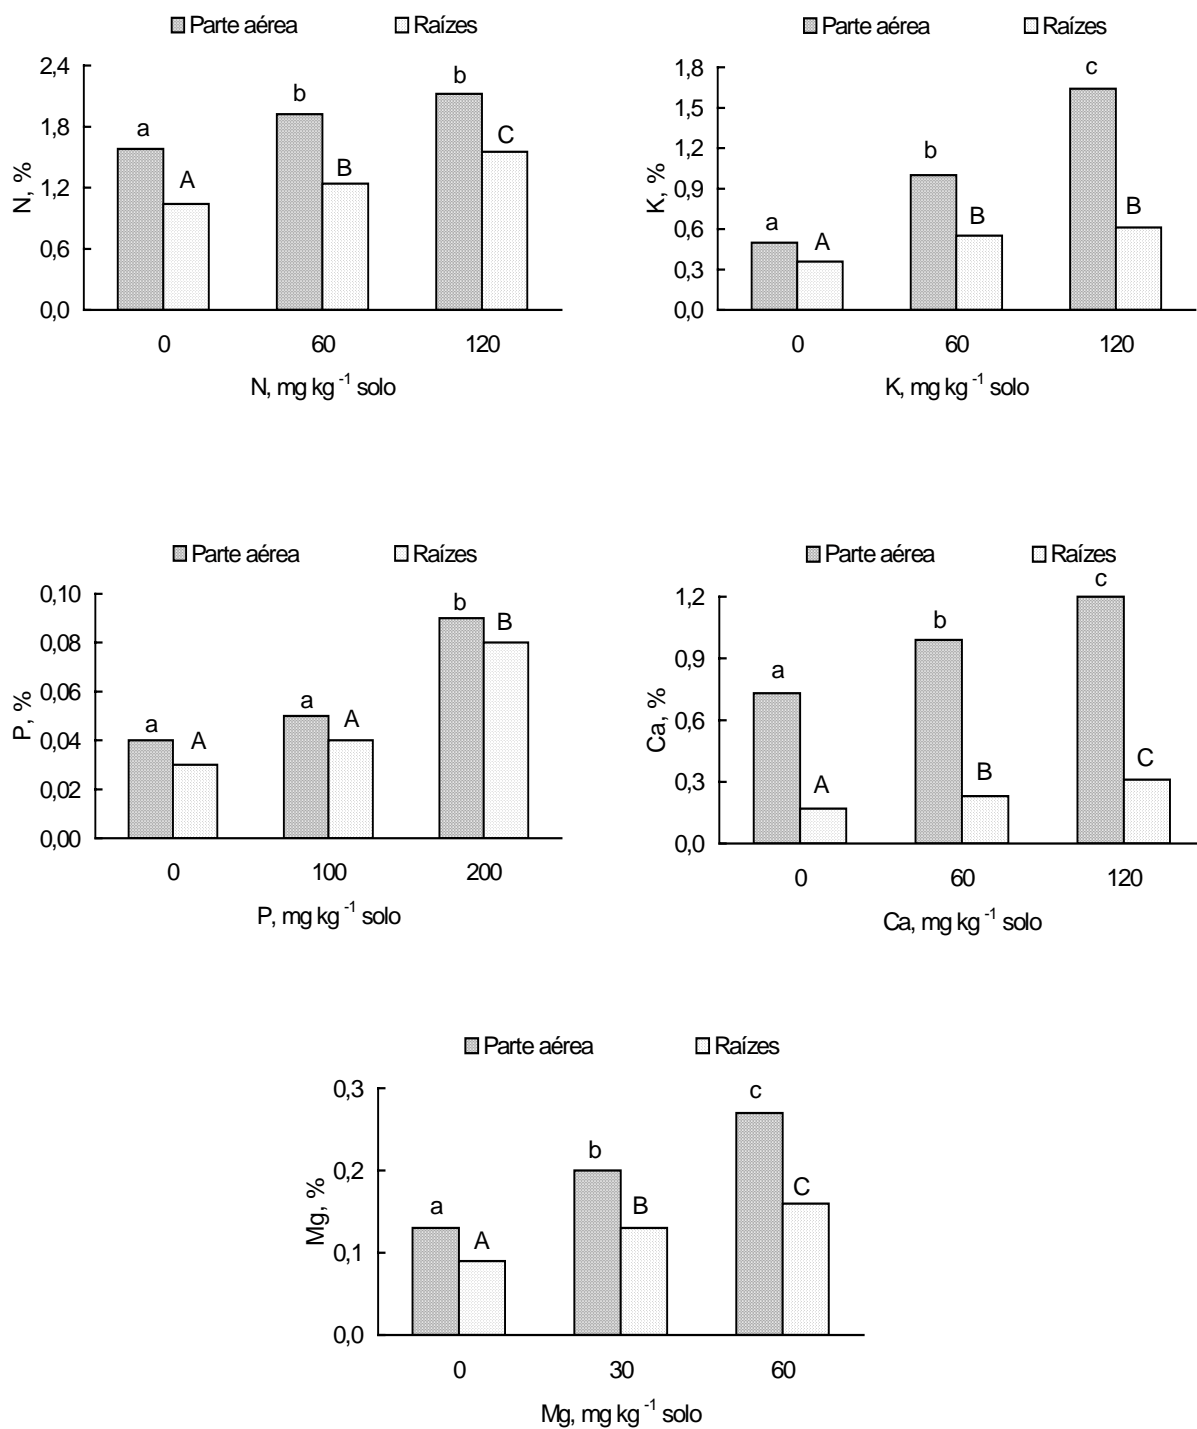 Parte aérea Raízes
2,4
1,8
1,2
0,6
0,0
N, %
a A b B b C
0 60 120
N, mg kg -1 solo
Parte aérea Raízes
1,8
1,5
1,2
0,9
0,6
0,3
0,0
K, %
a A b B c B
0 60 120
K, mg kg -1 solo
Parte aérea Raízes
0,10
0,08
0,06
0,04
0,02
0,00
P, %
a A a A b B
0 100 200
P, mg kg -1 solo
Parte aérea Raízes
1,2
0,9
0,6
0,3
0,0
Ca, %
a A b B c C
0 60 120
Ca, mg kg -1 solo
Parte aérea Raízes
0,3
0,2
0,1
0,0
Mg, %
a A b B c C
0 30 60
Mg, mg kg -1 solo